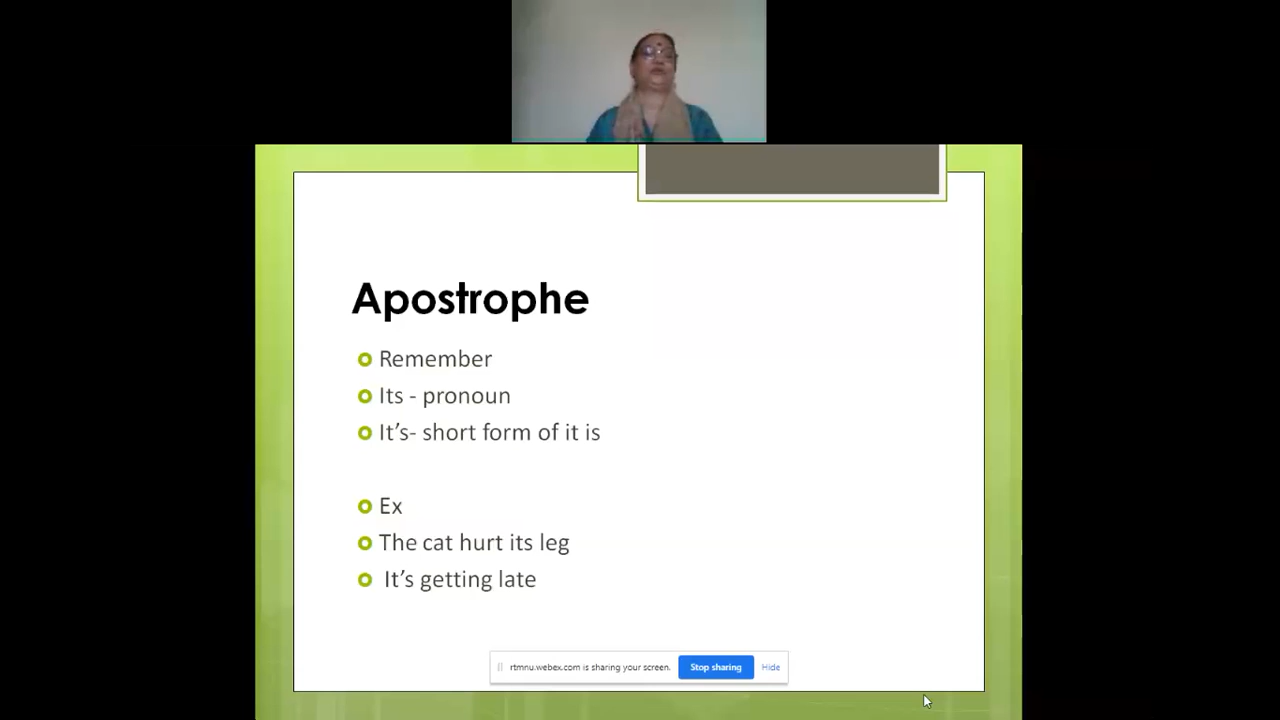 Apostrophe
Remember
Its - pronoun
It’s- short form of it is
Ex
The cat hurt its leg
It’s getting late
rtmnu.webex.com is sharing your screen. Stop sharing Hide